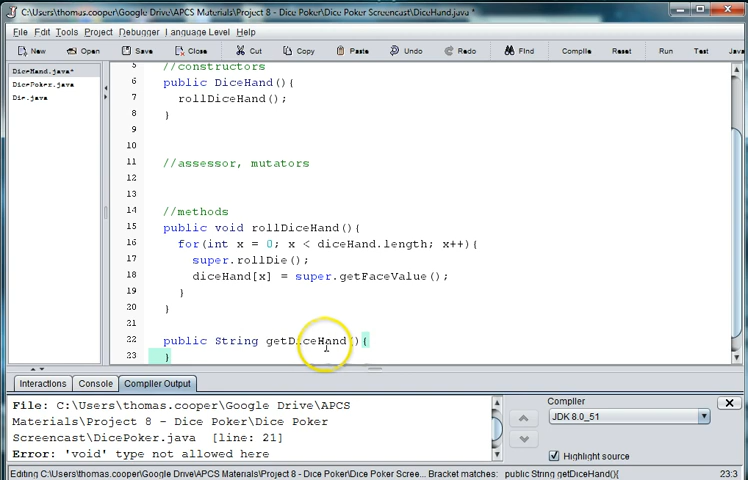 C:\Users\thomas.cooper\Google Drive\APCS Materials\Project 8 - Dice Poker\Dice Poker Screencast\DiceHand.java *
File Edit Tools Project Debugger Language Level Help
New Open Save Close Cut Copy Paste Undo Redo Find Compile Reset Run Test Java
DiceHand.java*
DicePoker.java
Die.java
5 //constructors
6 public DiceHand(){
7 rollDiceHand();
8 }
9
10
11 //assessor, mutators
12
13
14 //methods
15 public void rollDiceHand(){
16 for(int x = 0; x < diceHand.length; x++){
17 super.rollDie();
18 diceHand[x] = super.getFaceValue();
19 }
20 }
21
22 public String getDiceHand(){
23 }
Interactions Console Compiler Output
File: C:\Users\thomas.cooper\Google Drive\APCS
Materials\Project 8 - Dice Poker\Dice Poker
Screencast\DicePoker.java [line: 21]
Error: 'void' type not allowed here
Compiler
JDK 8.0_51
Highlight source
Editing C:\Users\thomas.cooper\Google Drive\APCS Materials\Project 8 - Dice Poker\Dice Poker Scree... Bracket matches: public String getDiceHand(){ 23:3